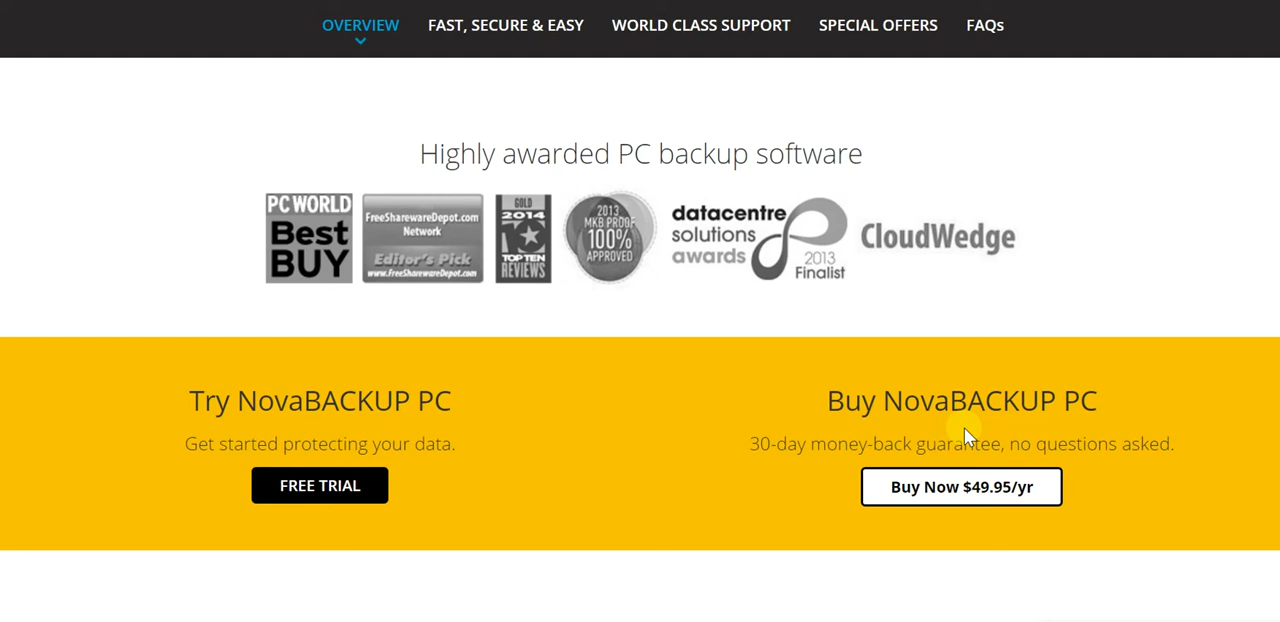 OVERVIEW FAST, SECURE & EASY WORLD CLASS SUPPORT SPECIAL OFFERS FAQs
Highly awarded PC backup software
PC WORLD
Best
BUY
FreeSharewareDepot.com
Network
Editor's Pick
www.FreeSharewareDepot.com
GOLD
2014
TOP TEN
REVIEWS
2013
MKB PROOF
100%
APPROVED
datacentre
solutions
awards
2013
Finalist
CloudWedge
Try NovaBACKUP PC
Get started protecting your data.
FREE TRIAL
Buy NovaBACKUP PC
30-day money-back guarantee, no questions asked.
Buy Now $49.95/yr